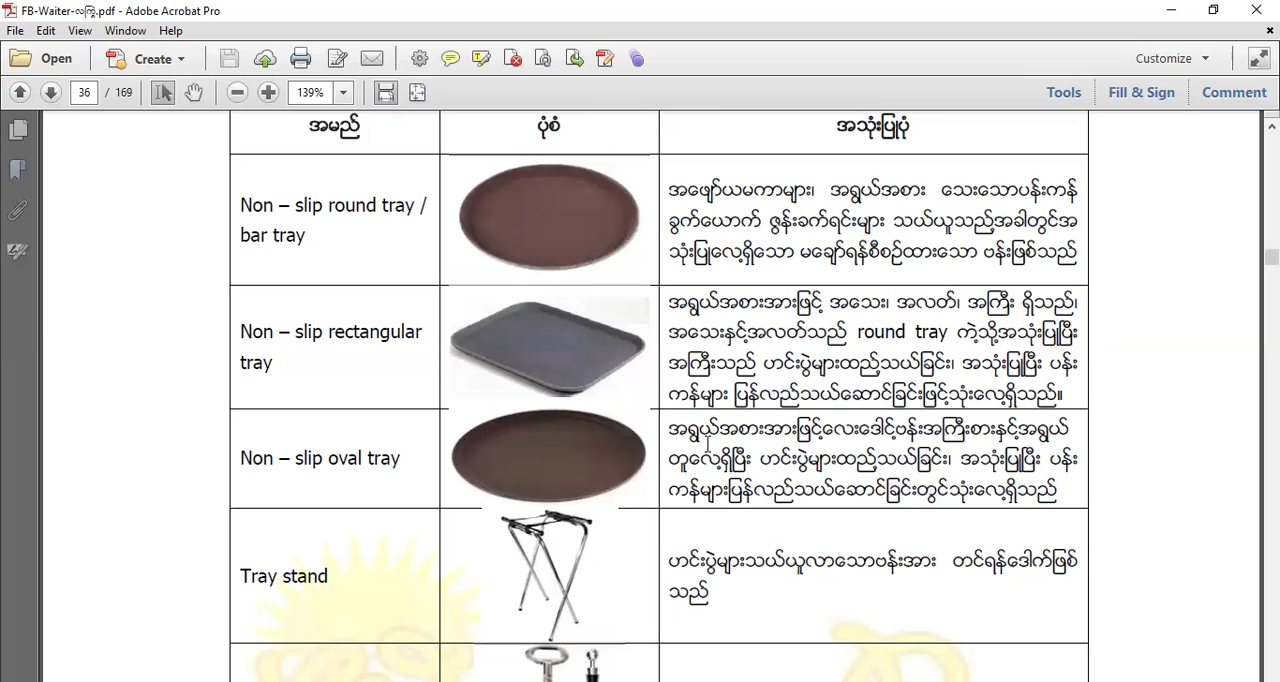 FB-Waiter-လက္ဂြ.pdf - Adobe Acrobat Pro
File Edit View Window Help
Open Create Customize
36 / 169 139% Tools Fill & Sign Comment
အမည် ပုံစံ အသုံးပြုပုံ
Non – slip round tray /
bar tray
အဖျော်ယမကာများ၊ အရွယ်အစား သေးသောပန်းကန်
ခွက်ယောက် ဇွန်းခက်ရင်းများ သယ်ယူသည့်အခါတွင်အ
သုံးပြုလေ့ရှိသော မချော်ရန်စီစဉ်ထားသော ဗန်းဖြစ်သည်
Non – slip rectangular
tray
အရွယ်အစားအားဖြင့် အသေး၊ အလတ်၊ အကြီး ရှိသည်၊
အသေးနှင့်အလတ်သည် round tray ကဲ့သို့အသုံးပြုပြီး
အကြီးသည် ဟင်းပွဲများထည့်သယ်ခြင်း၊ အသုံးပြုပြီး ပန်း
ကန်များ ပြန်လည်သယ်ဆောင်ခြင်းဖြင့်သုံးလေ့ရှိသည်။
Non – slip oval tray
အရွယ်အစားအားဖြင့်လေးဒေါင့်ဗန်းအကြီးစားနှင့်အရွယ်
တူလေ့ရှိပြီး ဟင်းပွဲများထည့်သယ်ခြင်း၊ အသုံးပြုပြီး ပန်း
ကန်များပြန်လည်သယ်ဆောင်ခြင်းတွင်သုံးလေ့ရှိသည်
Tray stand
ဟင်းပွဲများသယ်ယူလာသောဗန်းအား တင်ရန်ဒေါက်ဖြစ်
သည်